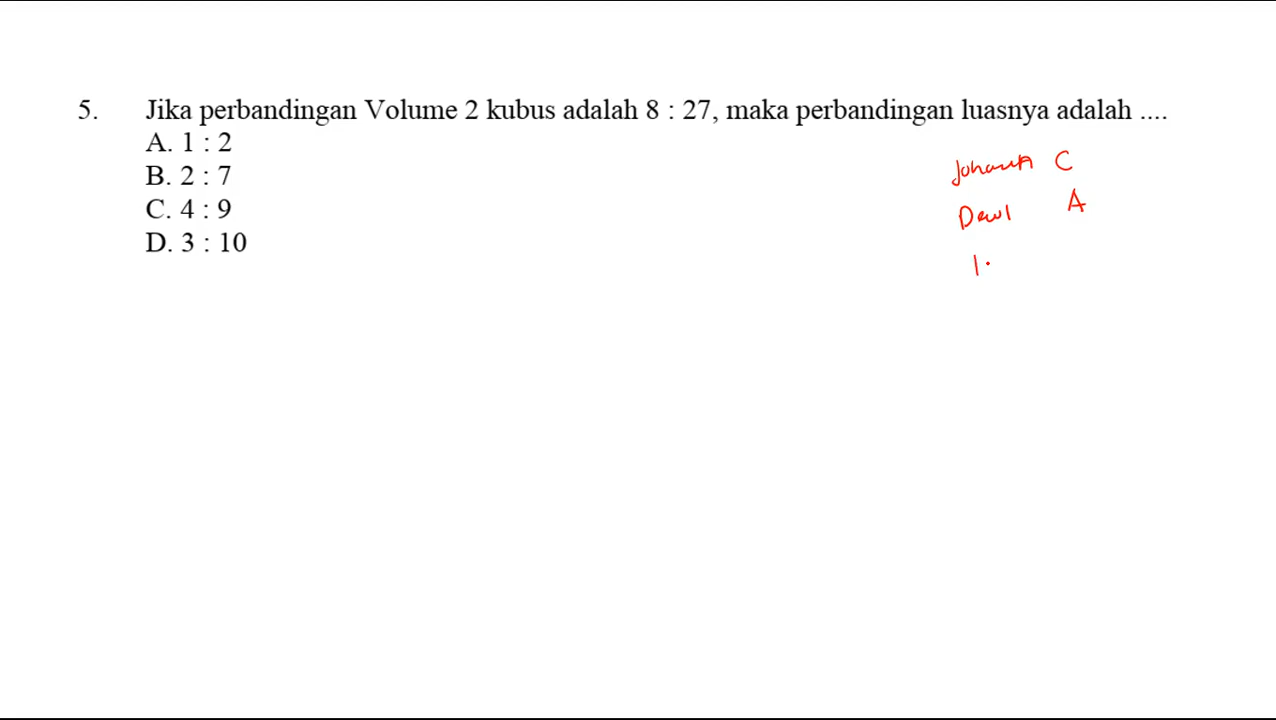 5. Jika perbandingan Volume 2 kubus adalah 8 : 27, maka perbandingan luasnya adalah ....
A. 1 : 2
B. 2 : 7
C. 4 : 9
D. 3 : 10
C
A